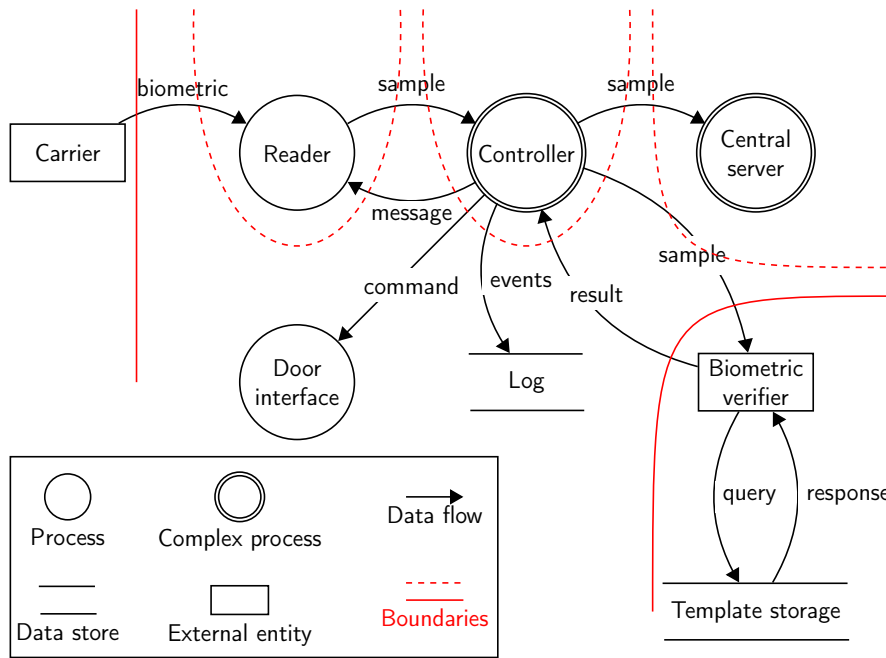 biometric
sample
sample
Carrier
Reader
Controller
Central
server
message
sample
command
events
result
Door
interface
Log
Biometric
verifier
query
response
Process
Complex process
Data flow
Data store
External entity
Boundaries
Template storage